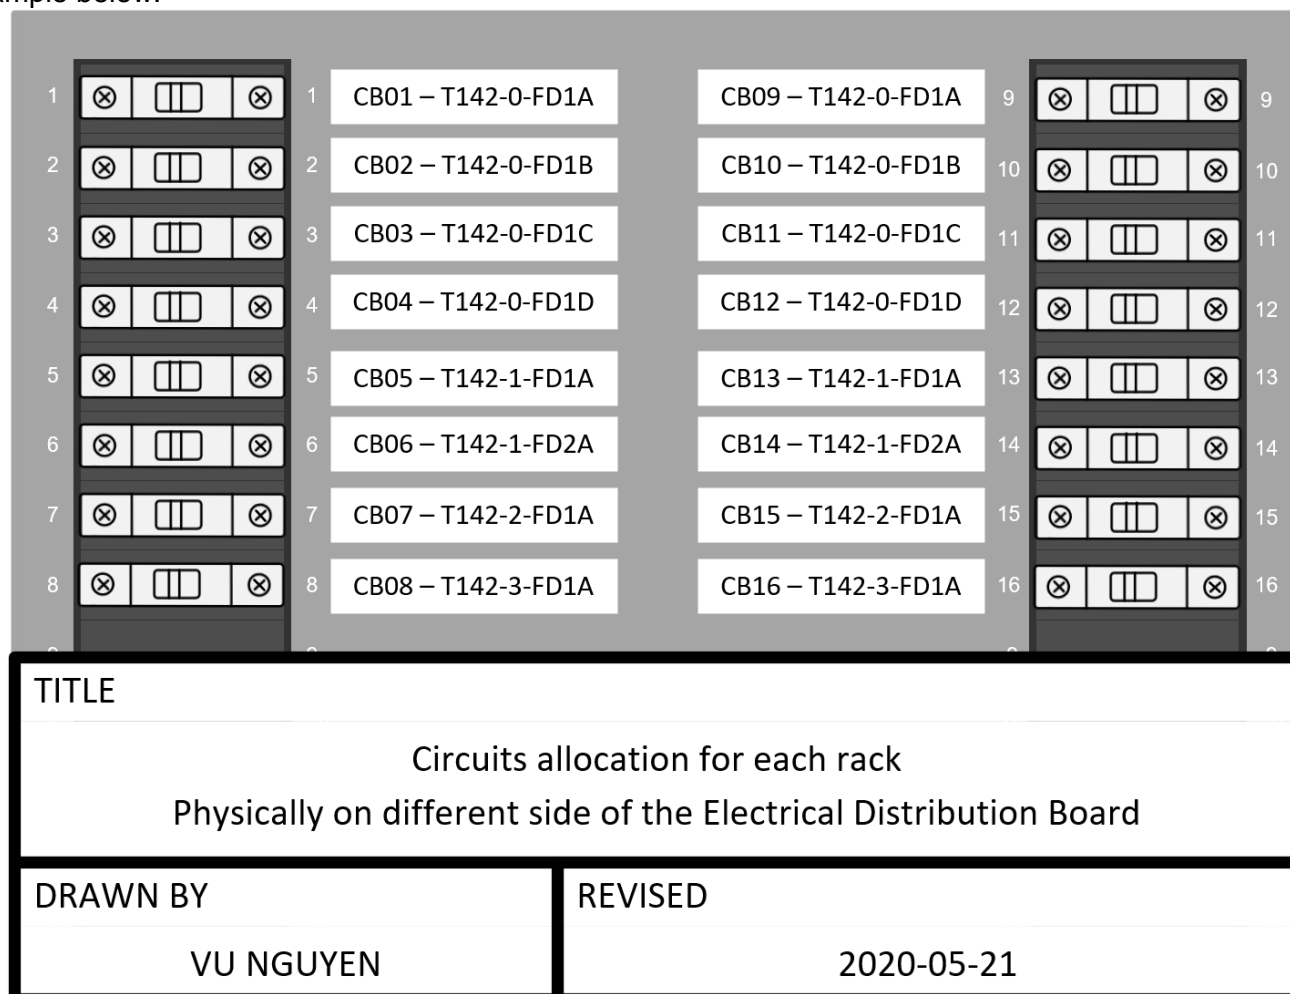 ample below.
1 1 CB01 – T142-0-FD1A CB09 – T142-0-FD1A 9 9
2 2 CB02 – T142-0-FD1B CB10 – T142-0-FD1B 10 10
3 3 CB03 – T142-0-FD1C CB11 – T142-0-FD1C 11 11
4 4 CB04 – T142-0-FD1D CB12 – T142-0-FD1D 12 12
5 5 CB05 – T142-1-FD1A CB13 – T142-1-FD1A 13 13
6 6 CB06 – T142-1-FD2A CB14 – T142-1-FD2A 14 14
7 7 CB07 – T142-2-FD1A CB15 – T142-2-FD1A 15 15
8 8 CB08 – T142-3-FD1A CB16 – T142-3-FD1A 16 16
TITLE
Circuits allocation for each rack
Physically on different side of the Electrical Distribution Board
DRAWN BY
VU NGUYEN
REVISED
2020-05-21